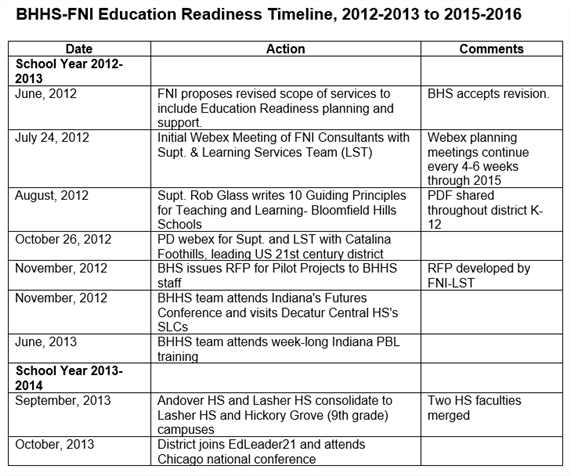 BHHS-FNI Education Readiness Timeline, 2012-2013 to 2015-2016
Date Action Comments
School Year 2012-
2013
June, 2012 FNI proposes revised scope of services to BHS accepts revision.
include Education Readiness planning and
support.
July 24, 2012 Initial Webex Meeting of FNI Consultants with Webex planning
Supt. & Learning Services Team (LST) meetings continue
every 4-6 weeks
through 2015
August, 2012 Supt. Rob Glass writes 10 Guiding Principles PDF shared
for Teaching and Learning- Bloomfield Hills throughout district K-
Schools 12
October 26, 2012 PD webex for Supt. and LST with Catalina
Foothills, leading US 21st century district
November, 2012 BHS issues RFP for Pilot Projects to BHHS RFP developed by
staff FNI-LST
November, 2012 BHHS team attends Indiana's Futures
Conference and visits Decatur Central HS's
SLCs
June, 2013 BHHS team attends week-long Indiana PBL
training
School Year 2013-
2014
September, 2013 Andover HS and Lasher HS consolidate to Two HS faculties
Lasher HS and Hickory Grove (9th grade) merged
campuses
October, 2013 District joins EdLeader21 and attends
Chicago national conference